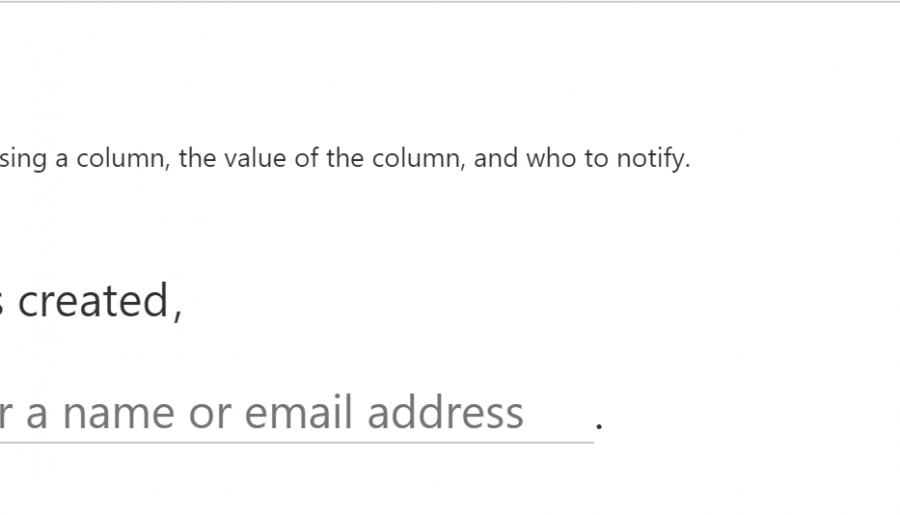 sing a column, the value of the column, and who to notify.
s created,
r a name or email address .